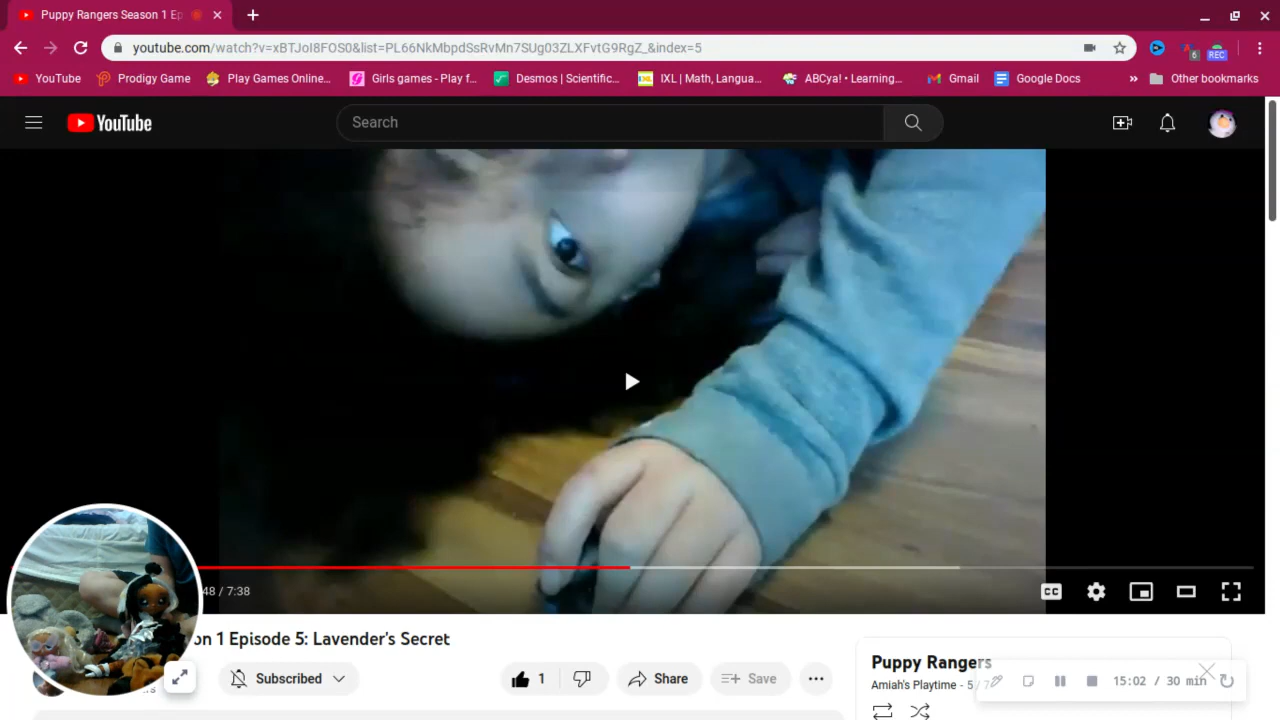 Puppy Rangers Season 1 Ep
youtube.com/watch?v=xBTJoI8FOS0&list=PL66NkMbpdSsRvMn7SUg03ZLXFvtG9RgZ_&index=5
6 REC
YouTube Prodigy Game Play Games Online... Girls games - Play f... Desmos | Scientific... IXL | Math, Langua... ABCya! • Learning... Gmail Google Docs » Other bookmarks
YouTube Search
48 / 7:38 CC
on 1 Episode 5: Lavender's Secret
Puppy Rangers
Subscribed 1 Share Save
Amiah's Playtime - 5 / 7
15:02 / 30 min